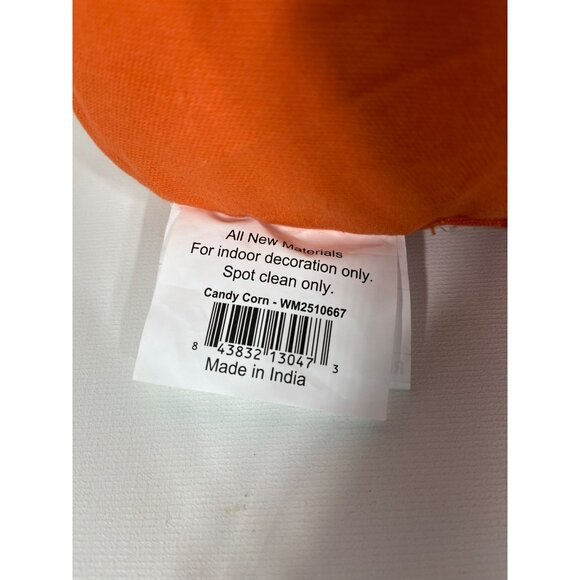 All New Materials
For indoor decoration only.
Spot clean only.
Candy Corn - WM2510667
8 43832 13047 3
Made in India